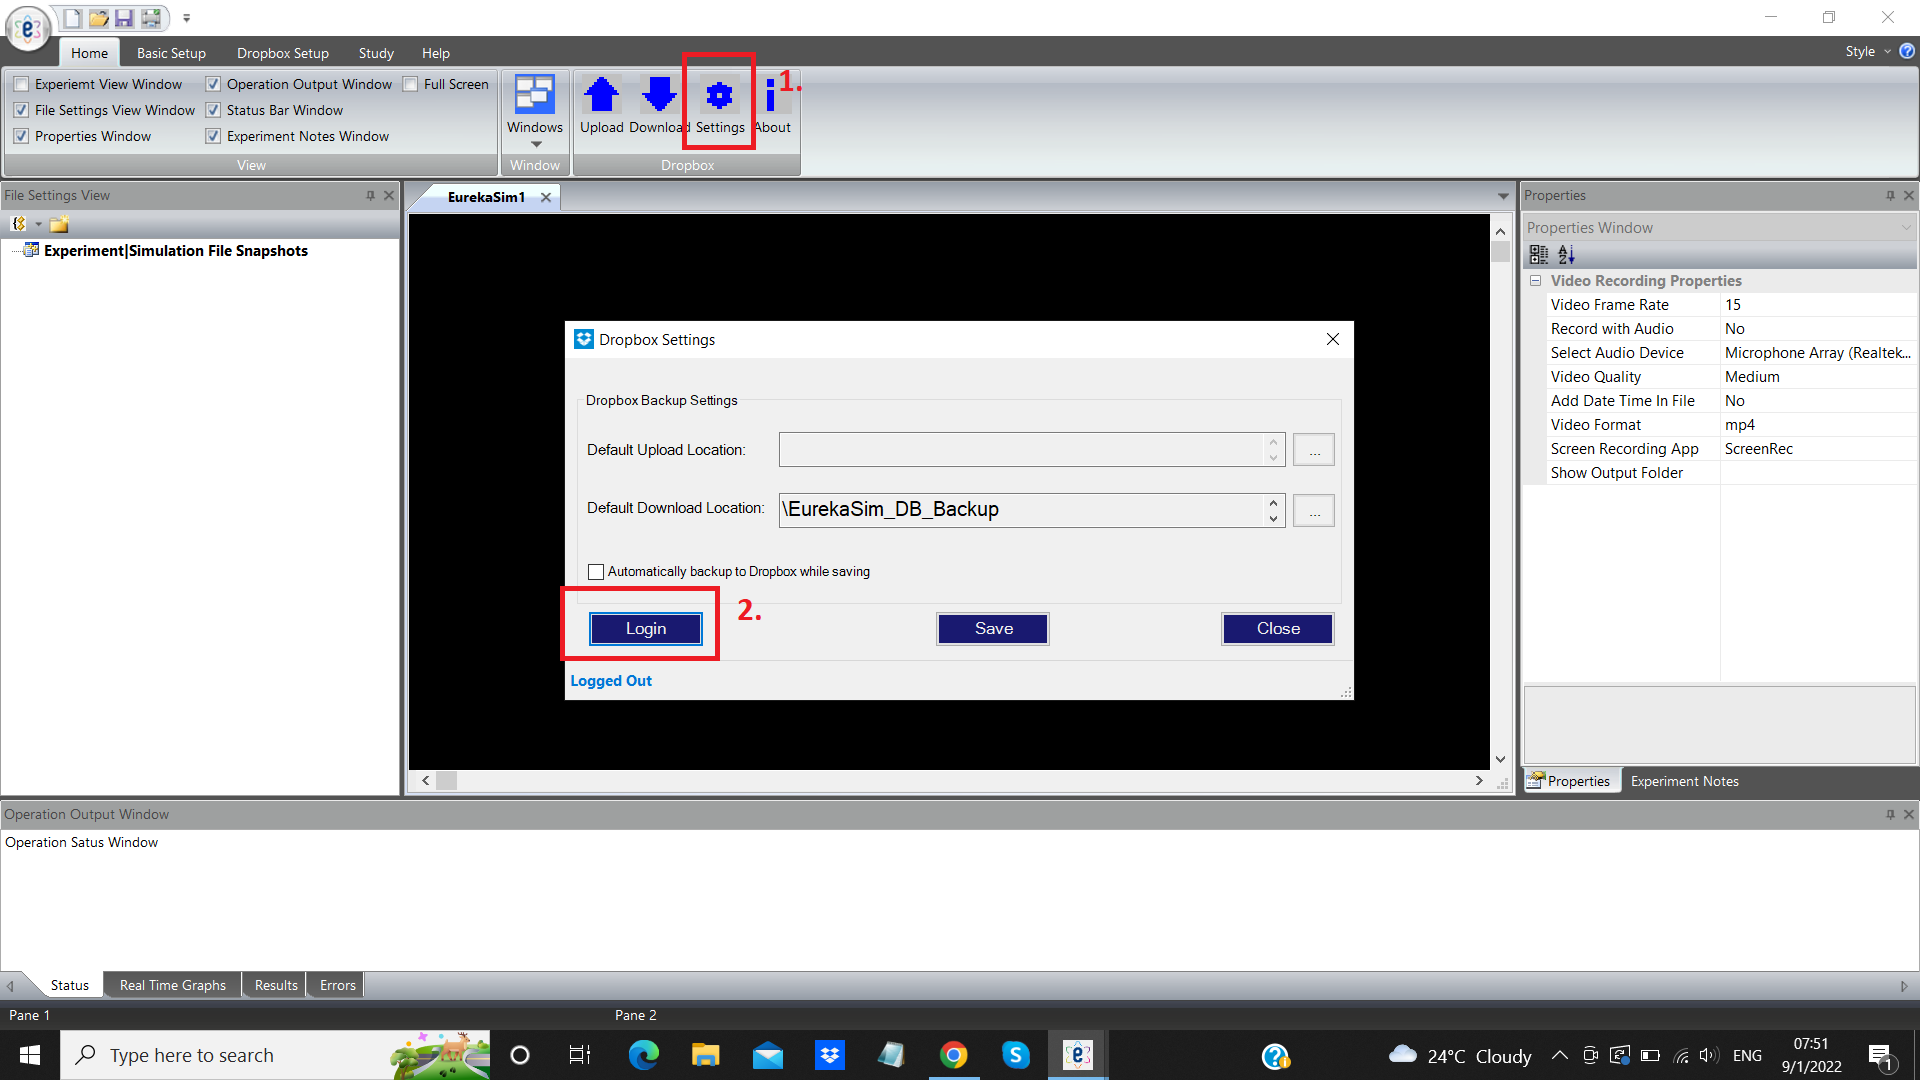 Home Basic Setup Dropbox Setup Study Help Style
Experiemt View Window Operation Output Window Full Screen
File Settings View Window Status Bar Window
Properties Window Experiment Notes Window
View
Windows
Window
Upload Download Settings About
Dropbox
1.
File Settings View
Experiment|Simulation File Snapshots
EurekaSim1
Dropbox Settings
Dropbox Backup Settings
Default Upload Location:
...
Default Download Location: \EurekaSim_DB_Backup
...
Automatically backup to Dropbox while saving
Login Save Close
2.
Logged Out
Properties
Properties Window
Video Recording Properties
Video Frame Rate 15
Record with Audio No
Select Audio Device Microphone Array (Realtek...
Video Quality Medium
Add Date Time In File No
Video Format mp4
Screen Recording App ScreenRec
Show Output Folder
Properties Experiment Notes
Operation Output Window
Operation Satus Window
Status Real Time Graphs Results Errors
Pane 1 Pane 2
Type here to search
24°C Cloudy
ENG
07:51
9/1/2022
1